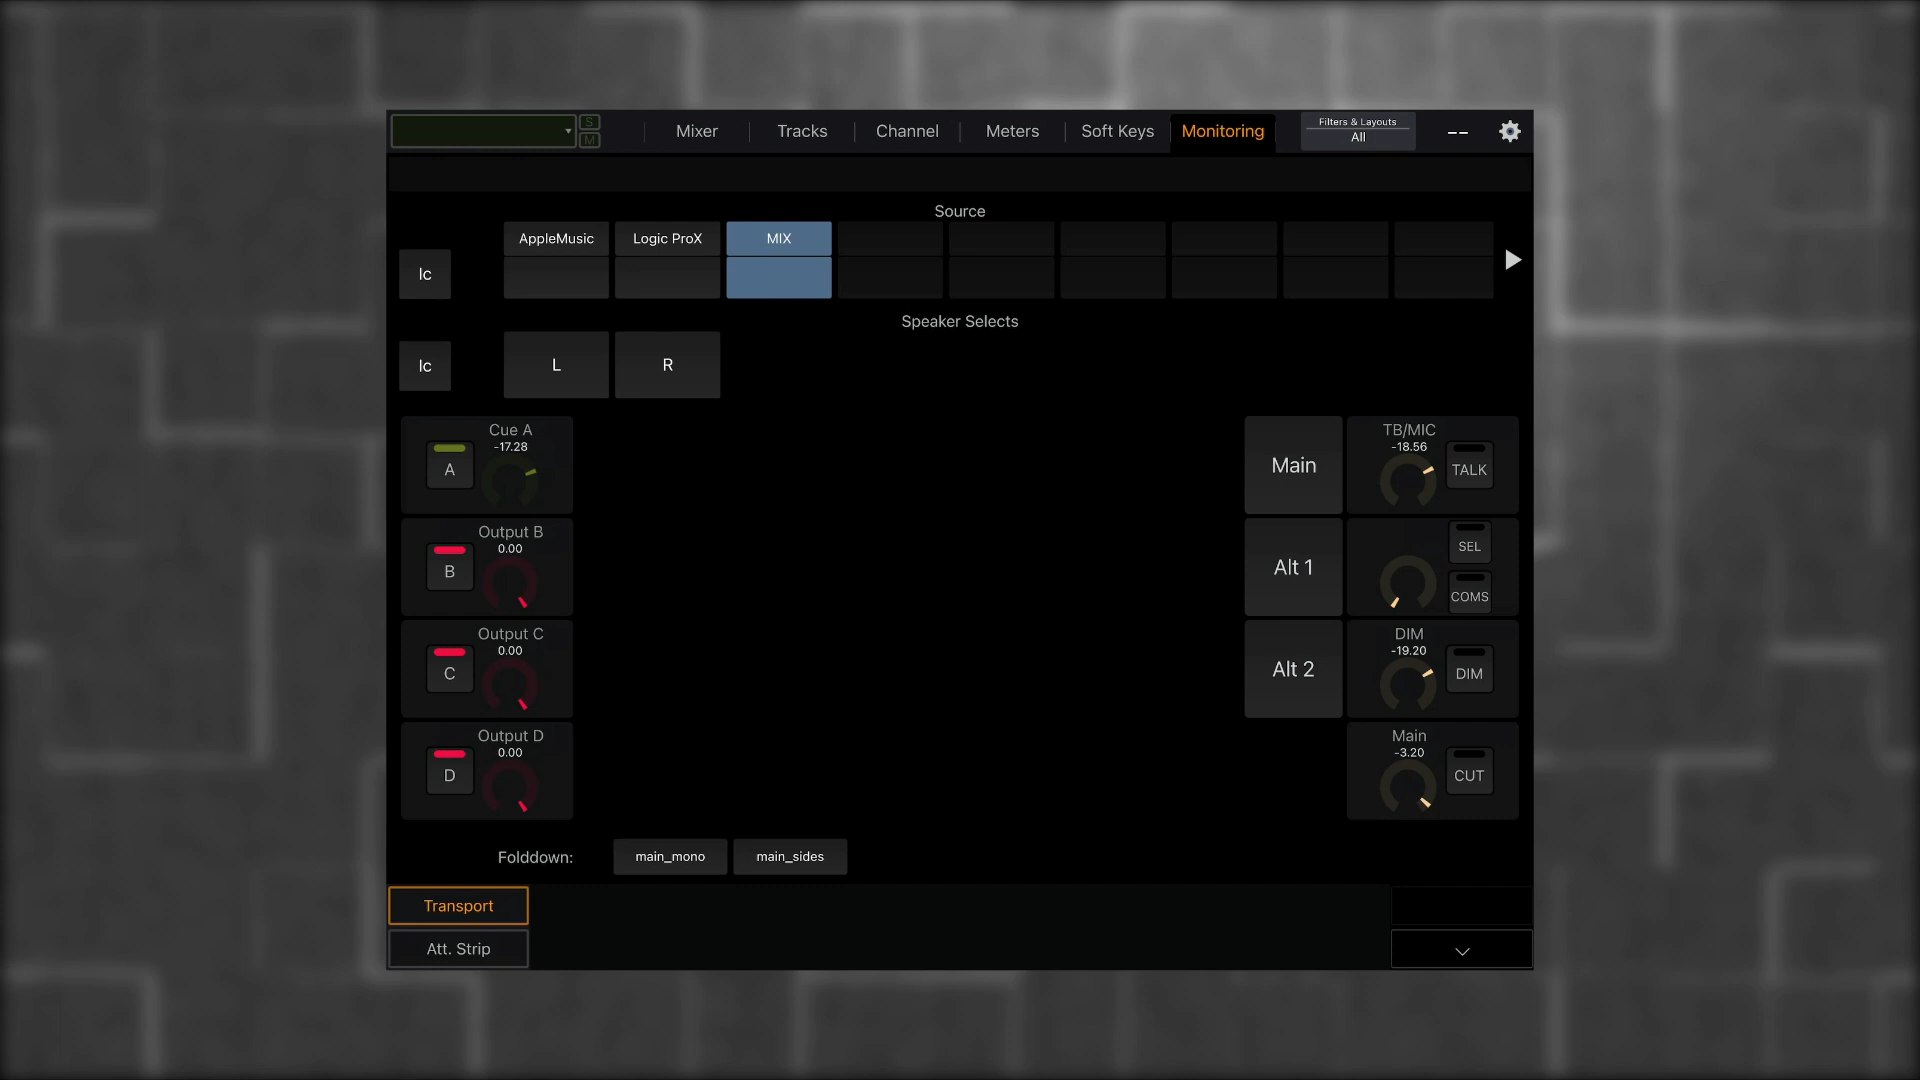 S
M
Mixer
Tracks
Channel
Meters
Soft Keys
Monitoring
Filters & Layouts
All
--
Source
Ic
AppleMusic
Logic ProX
MIX
Speaker Selects
Ic
L
R
Cue A
-17.28
A
Output B
0.00
B
Output C
0.00
C
Output D
0.00
D
Main
Alt 1
Alt 2
TB/MIC
-18.56
TALK
SEL
COMS
DIM
-19.20
DIM
Main
-3.20
CUT
Folddown:
main_mono
main_sides
Transport
Att. Strip